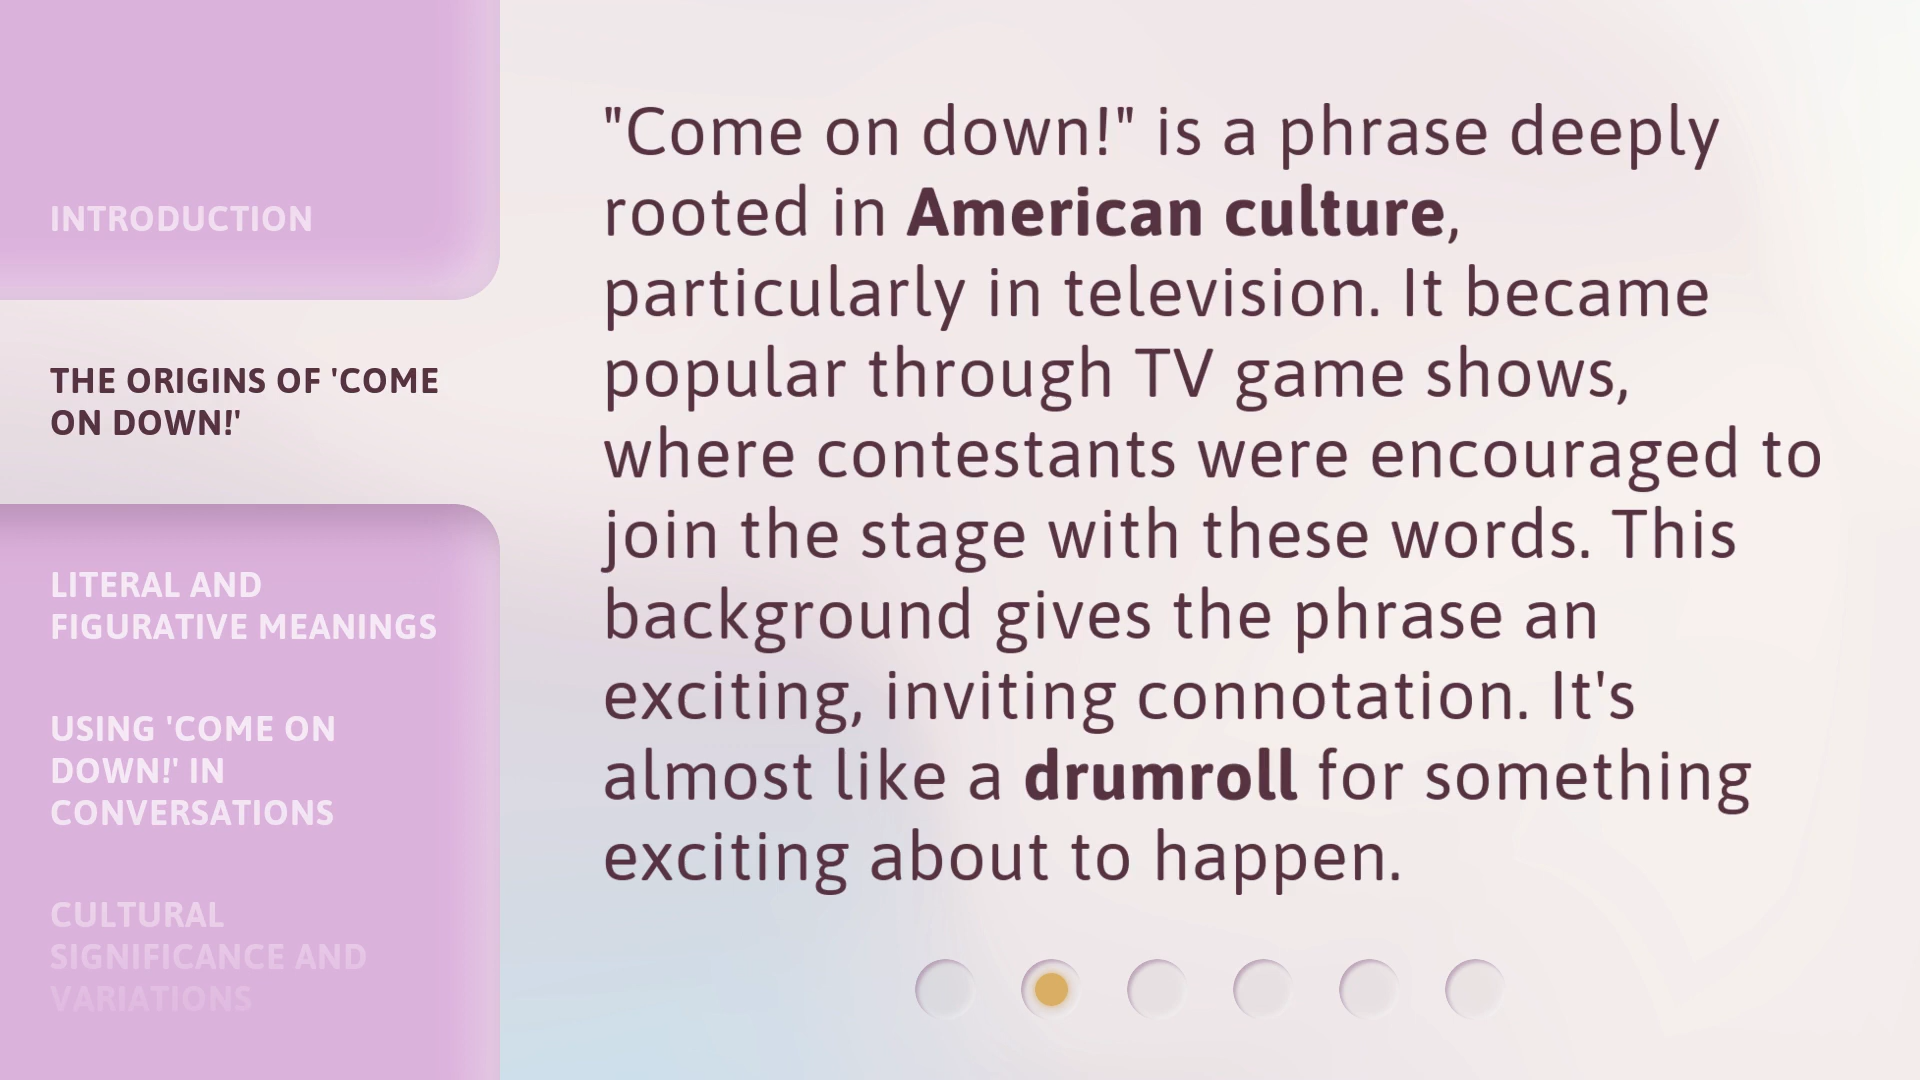 INTRODUCTION
THE ORIGINS OF 'COME
ON DOWN!'
LITERAL AND
FIGURATIVE MEANINGS
USING 'COME ON
DOWN!' IN
CONVERSATIONS
CULTURAL
SIGNIFICANCE AND
VARIATIONS
"Come on down!" is a phrase deeply
rooted in American culture,
particularly in television. It became
popular through TV game shows,
where contestants were encouraged to
join the stage with these words. This
background gives the phrase an
exciting, inviting connotation. It's
almost like a drumroll for something
exciting about to happen.